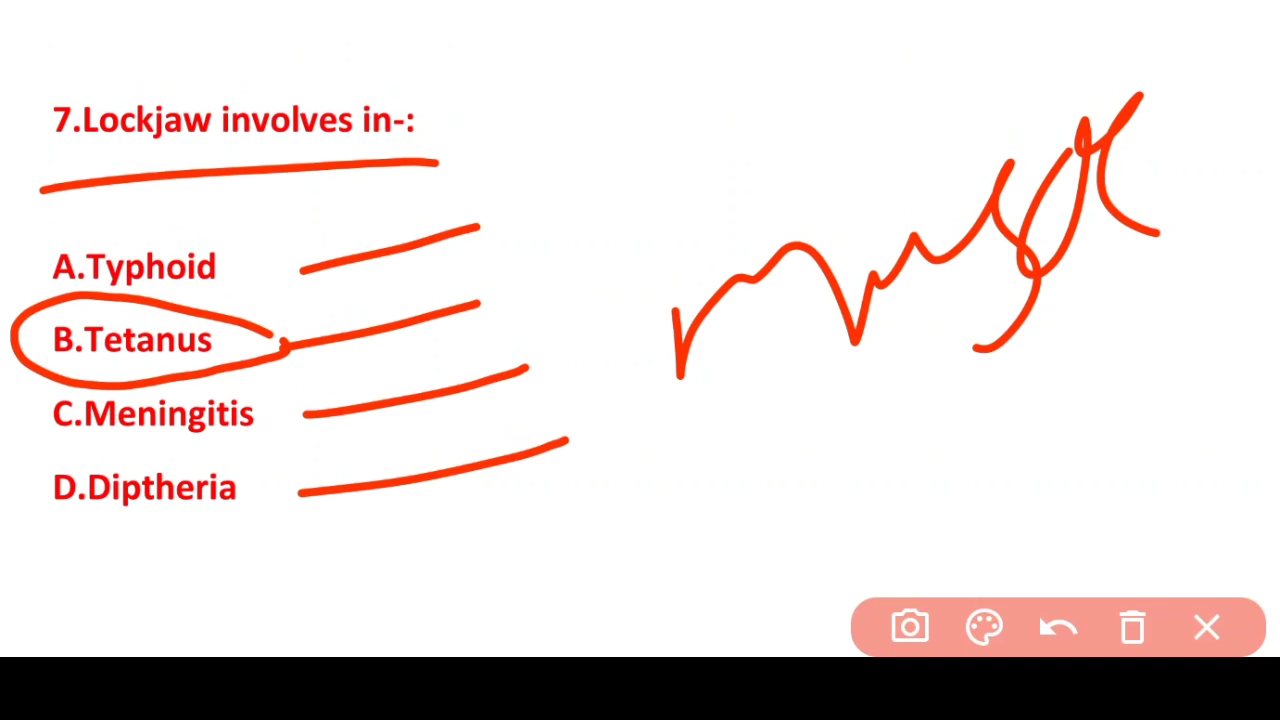 7.Lockjaw involves in-:
A.Typhoid
B.Tetanus
C.Meningitis
D.Diptheria